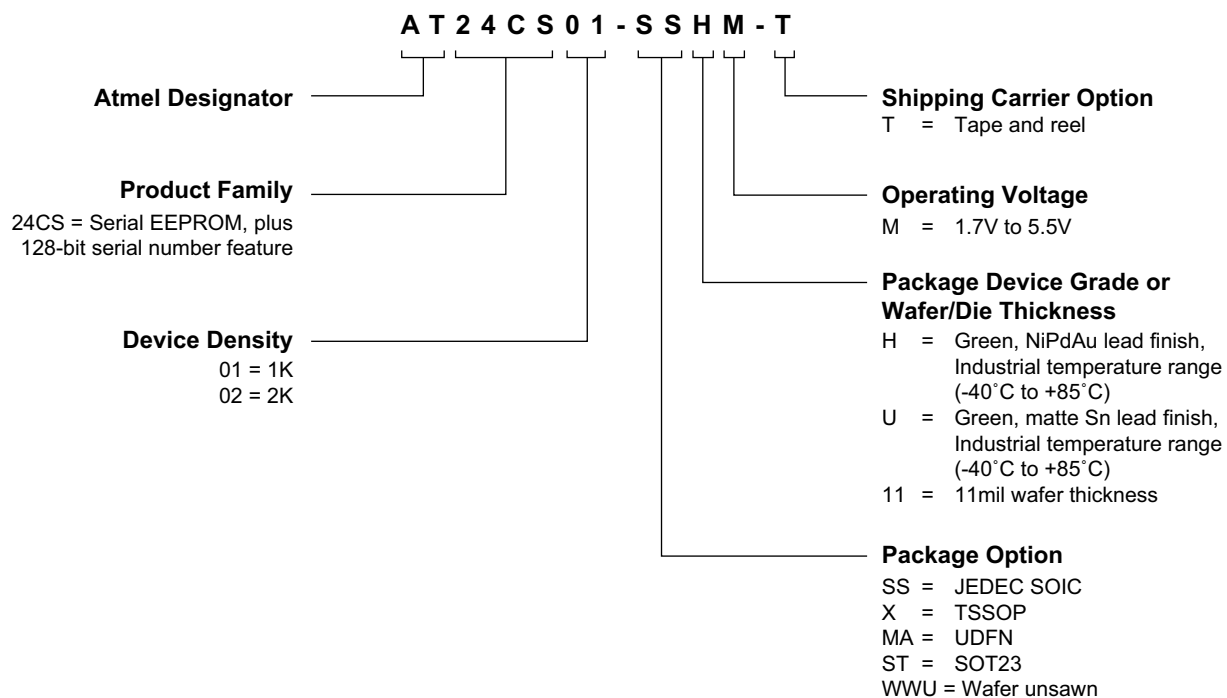 AT24CS01-SSHM-T
Atmel Designator
Product Family
24CS = Serial EEPROM, plus
128-bit serial number feature
Device Density
01 = 1K
02 = 2K
Shipping Carrier Option
T = Tape and reel
Operating Voltage
M = 1.7V to 5.5V
Package Device Grade or
Wafer/Die Thickness
H = Green, NiPdAu lead finish,
Industrial temperature range
(-40˚C to +85˚C)
U = Green, matte Sn lead finish,
Industrial temperature range
(-40˚C to +85˚C)
11 = 11mil wafer thickness
Package Option
SS = JEDEC SOIC
X = TSSOP
MA = UDFN
ST = SOT23
WWU = Wafer unsawn